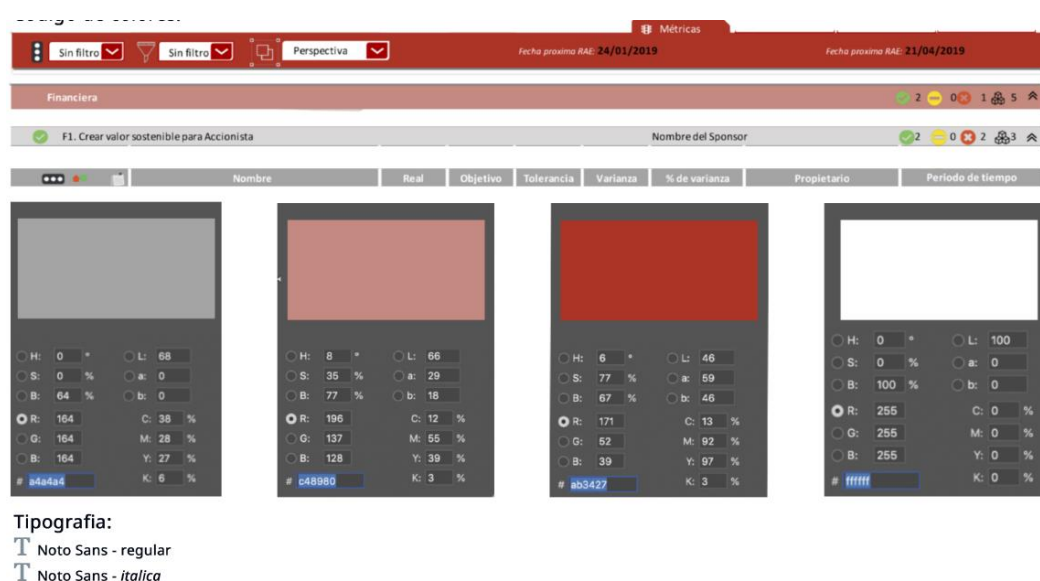 Código de colores:
Métricas
Sin filtro Sin filtro Perspectiva Fecha proximo RAE: 24/01/2019 Fecha proximo RAE: 21/04/2019
Financiera 2 0 1 5
F1. Crear valor sostenible para Accionista Nombre del Sponsor 2 0 2 3
Nombre Real Objetivo Tolerancia Varianza % de varianza Propietario Periodo de tiempo
H: 0 ° L: 68
S: 0 % a: 0
B: 64 % b: 0
R: 164 C: 38 %
G: 164 M: 28 %
B: 164 Y: 27 %
# a4a4a4 K: 6 %
H: 8 ° L: 66
S: 35 % a: 29
B: 77 % b: 18
R: 196 C: 12 %
G: 137 M: 55 %
B: 128 Y: 39 %
# c48980 K: 3 %
H: 6 ° L: 46
S: 77 % a: 59
B: 67 % b: 46
R: 171 C: 13 %
G: 52 M: 92 %
B: 39 Y: 97 %
# ab3427 K: 3 %
H: 0 ° L: 100
S: 0 % a: 0
B: 100 % b: 0
R: 255 C: 0 %
G: 255 M: 0 %
B: 255 Y: 0 %
# ffffff K: 0 %
Tipografia:
T Noto Sans - regular
T Noto Sans - italica